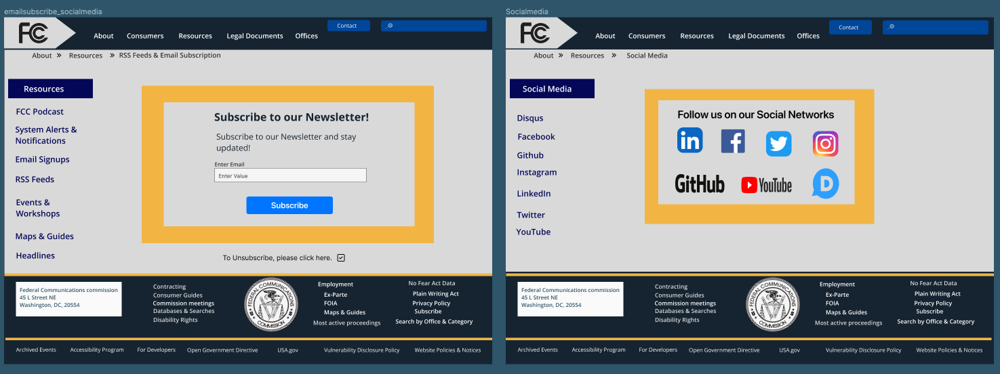 emailsubscribe_socialmedia
FCC
About Consumers Resources Legal Documents Offices
Contact
About » Resources » RSS Feeds & Email Subscription
Resources
FCC Podcast
System Alerts &
Notifications
Email Signups
RSS Feeds
Events &
Workshops
Maps & Guides
Headlines
Subscribe to our Newsletter!
Subscribe to our Newsletter and stay
updated!
Enter Email
Enter Value
Subscribe
To Unsubscribe, please click here.
Federal Communications commission
45 L Street NE
Washington, DC, 20554
Contracting
Consumer Guides
Commission meetings
Databases & Searches
Disability Rights
FEDERAL COMMUNICATIONS
COMMISSION
Employment
Ex-Parte
FOIA
Maps & Guides
Most active proceedings
No Fear Act Data
Plain Writing Act
Privacy Policy
Subscribe
Search by Office & Category
Archived Events Accessibility Program For Developers Open Government Directive USA.gov Vulnerability Disclosure Policy Website Policies & Notices
Socialmedia
FCC
About Consumers Resources Legal Documents Offices
Contact
About » Resources » Social Media
Social Media
Disqus
Facebook
Github
Instagram
LinkedIn
Twitter
YouTube
Follow us on our Social Networks
in f
GitHub YouTube D
Federal Communications commission
45 L Street NE
Washington, DC, 20554
Contracting
Consumer Guides
Commission meetings
Databases & Searches
Disability Rights
FEDERAL COMMUNICATIONS
COMMISSION
Employment
Ex-Parte
FOIA
Maps & Guides
Most active proceedings
No Fear Act Data
Plain Writing Act
Privacy Policy
Subscribe
Search by Office & Category
Archived Events Accessibility Program For Developers Open Government Directive USA.gov Vulnerability Disclosure Policy Website Policies & Notices